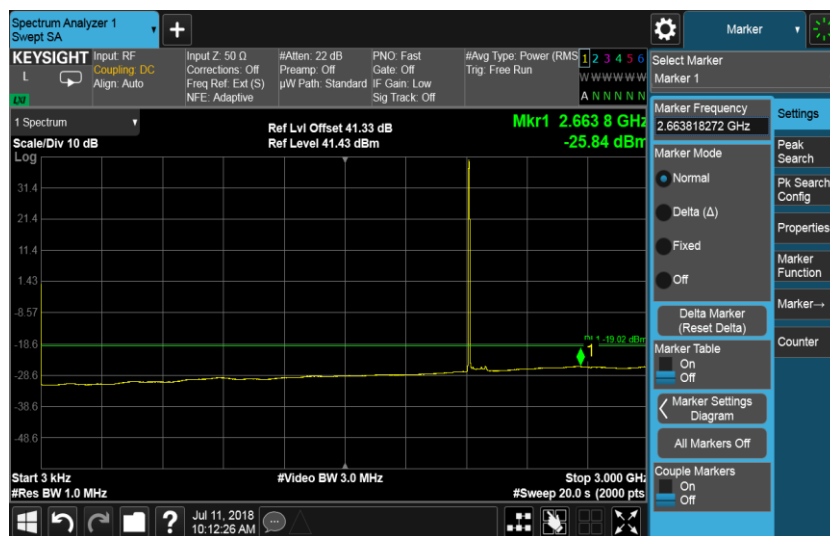 Spectrum Analyzer 1
Swept SA
+
Marker
KEYSIGHT
L
LXI
Input: RF
Coupling: DC
Align: Auto
Input Z: 50 Ω
Corrections: Off
Freq Ref: Ext (S)
NFE: Adaptive
#Atten: 22 dB
Preamp: Off
µW Path: Standard
PNO: Fast
Gate: Off
IF Gain: Low
Sig Track: Off
#Avg Type: Power (RMS
Trig: Free Run
1 2 3 4 5 6
W W W W W W
A N N N N N
Select Marker
Marker 1
1 Spectrum
Scale/Div 10 dB
Log
Ref Lvl Offset 41.33 dB
Ref Level 41.43 dBm
Mkr1 2.663 8 GHz
-25.84 dBm
31.4
21.4
11.4
1.43
-8.57
-18.6
-28.6
-38.6
-48.6
DL1 -19.02 dBm
1
Start 3 kHz
#Res BW 1.0 MHz
#Video BW 3.0 MHz
Stop 3.000 GHz
#Sweep 20.0 s (2000 pts
Marker Frequency
2.663818272 GHz
Marker Mode
Normal
Delta (Δ)
Fixed
Off
Delta Marker
(Reset Delta)
Marker Table
On
Off
Marker Settings
Diagram
All Markers Off
Couple Markers
On
Off
Settings
Peak
Search
Pk Search
Config
Properties
Marker
Function
Marker→
Counter
?
Jul 11, 2018
10:12:26 AM